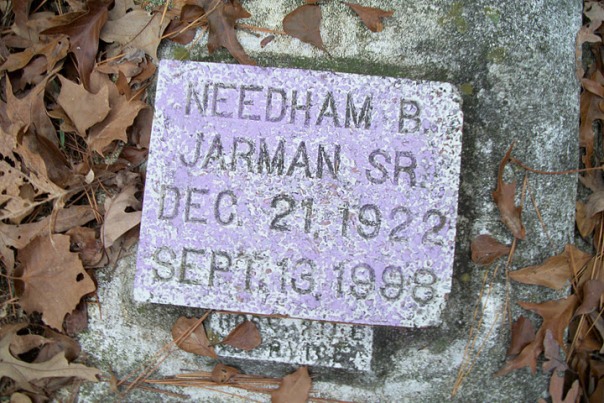 NEEDHAM B.
JARMAN SR.
DEC. 21, 1922
SEPT. 13, 1998